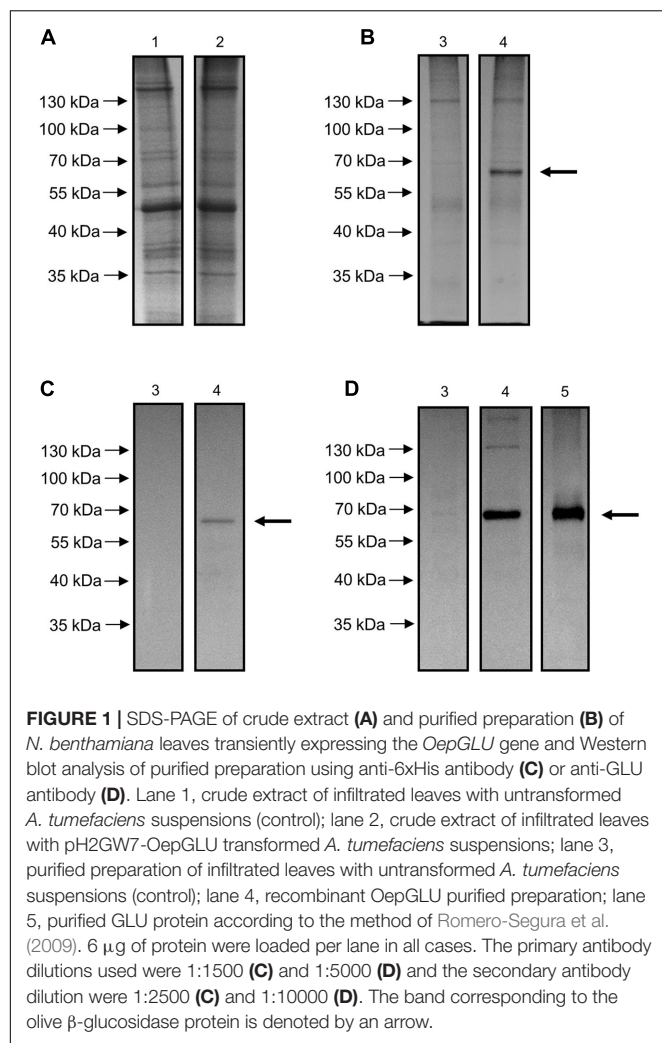 A
B
1 2
3 4
130 kDa
100 kDa
70 kDa
55 kDa
40 kDa
35 kDa
130 kDa
100 kDa
70 kDa
55 kDa
40 kDa
35 kDa
C
D
3 4
3 4 5
130 kDa
100 kDa
70 kDa
55 kDa
40 kDa
35 kDa
130 kDa
100 kDa
70 kDa
55 kDa
40 kDa
35 kDa
FIGURE 1 | SDS-PAGE of crude extract (A) and purified preparation (B) of
N. benthamiana leaves transiently expressing the OepGLU gene and Western
blot analysis of purified preparation using anti-6xHis antibody (C) or anti-GLU
antibody (D). Lane 1, crude extract of infiltrated leaves with untransformed
A. tumefaciens suspensions (control); lane 2, crude extract of infiltrated leaves
with pH2GW7-OepGLU transformed A. tumefaciens suspensions; lane 3,
purified preparation of infiltrated leaves with untransformed A. tumefaciens
suspensions (control); lane 4, recombinant OepGLU purified preparation; lane
5, purified GLU protein according to the method of Romero-Segura et al.
(2009). 6 μg of protein were loaded per lane in all cases. The primary antibody
dilutions used were 1:1500 (C) and 1:5000 (D) and the secondary antibody
dilution were 1:2500 (C) and 1:10000 (D). The band corresponding to the
olive β-glucosidase protein is denoted by an arrow.